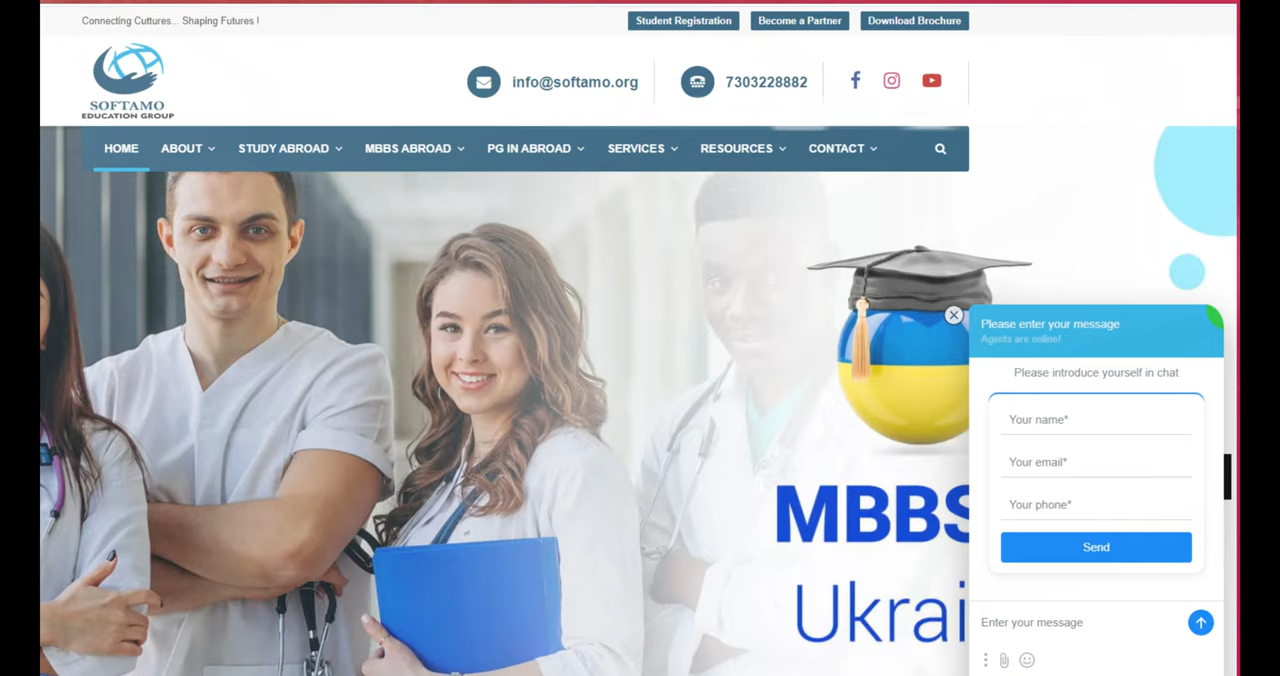 Connecting Cuttures... Shaping Futures !
Student Registration
Become a Partner
Download Brochure
SOFTAMO
EDUCATION GROUP
info@softamo.org
7303228882
HOME
ABOUT
STUDY ABROAD
MBBS ABROAD
PG IN ABROAD
SERVICES
RESOURCES
CONTACT
MBBS
Ukrai
Please enter your message
Agents are online!
Please introduce yourself in chat
Your name*
Your email*
Your phone*
Send
Enter your message